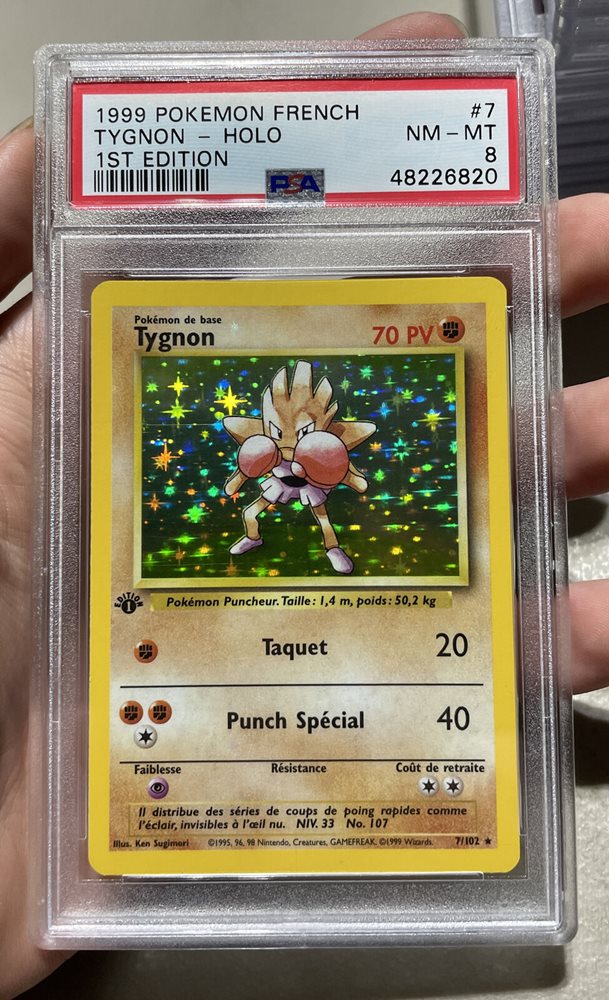 1999 POKEMON FRENCH #7
TYGNON - HOLO NM-MT
1ST EDITION 8
PSA 48226820
Pokémon de base
Tygnon 70 PV
EDITION 1
Pokémon Puncheur. Taille: 1,4 m, poids: 50,2 kg
Taquet 20
Punch Spécial 40
Faiblesse Résistance Coût de retraite
Il distribue des séries de coups de poing rapides comme
l'éclair, invisibles à l'œil nu. NIV. 33 No. 107
Illus. Ken Sugimori ©1995, 96, 98 Nintendo, Creatures, GAMEFREAK. ©1999 Wizards. 7/102